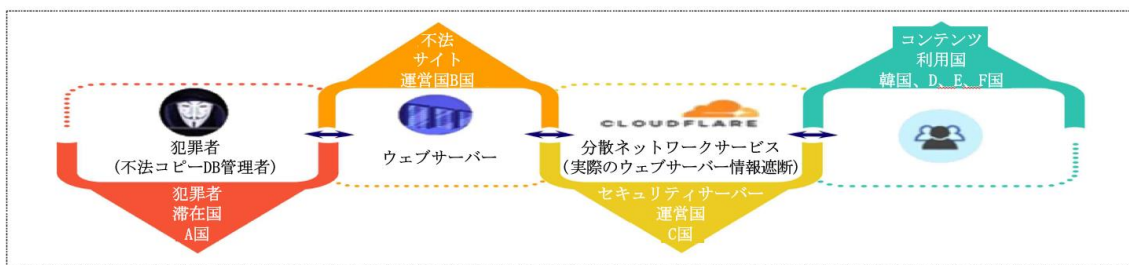 不法
サイト
運営国B国
コンテンツ
利用国
韓国、D、E、F国
CLOUDFLARE
犯罪者
(不法コピーDB管理者)
ウェブサーバー
分散ネットワークサービス
(実際のウェブサーバー情報遮断)
犯罪者
滞在国
A国
セキュリティサーバー
運営国
C国